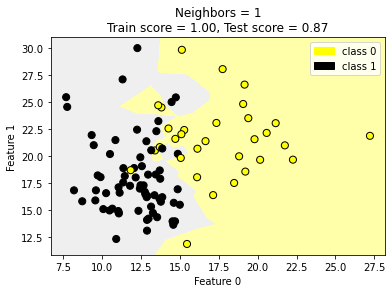 Neighbors = 1
Train score = 1.00, Test score = 0.87
class 0
class 1
Feature 1
30.0
27.5
25.0
22.5
20.0
17.5
15.0
12.5
7.5 10.0 12.5 15.0 17.5 20.0 22.5 25.0 27.5
Feature 0